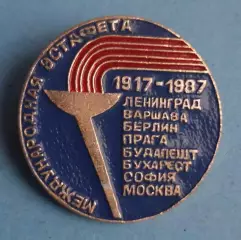 МЕЖДУНАРОДНАЯ ЭСТАФЕТА
1917-1987
ЛЕНИНГРАД
ВАРШАВА
БЕРЛИН
ПРАГА
БУДАПЕШТ
БУХАРЕСТ
СОФИЯ
МОСКВА